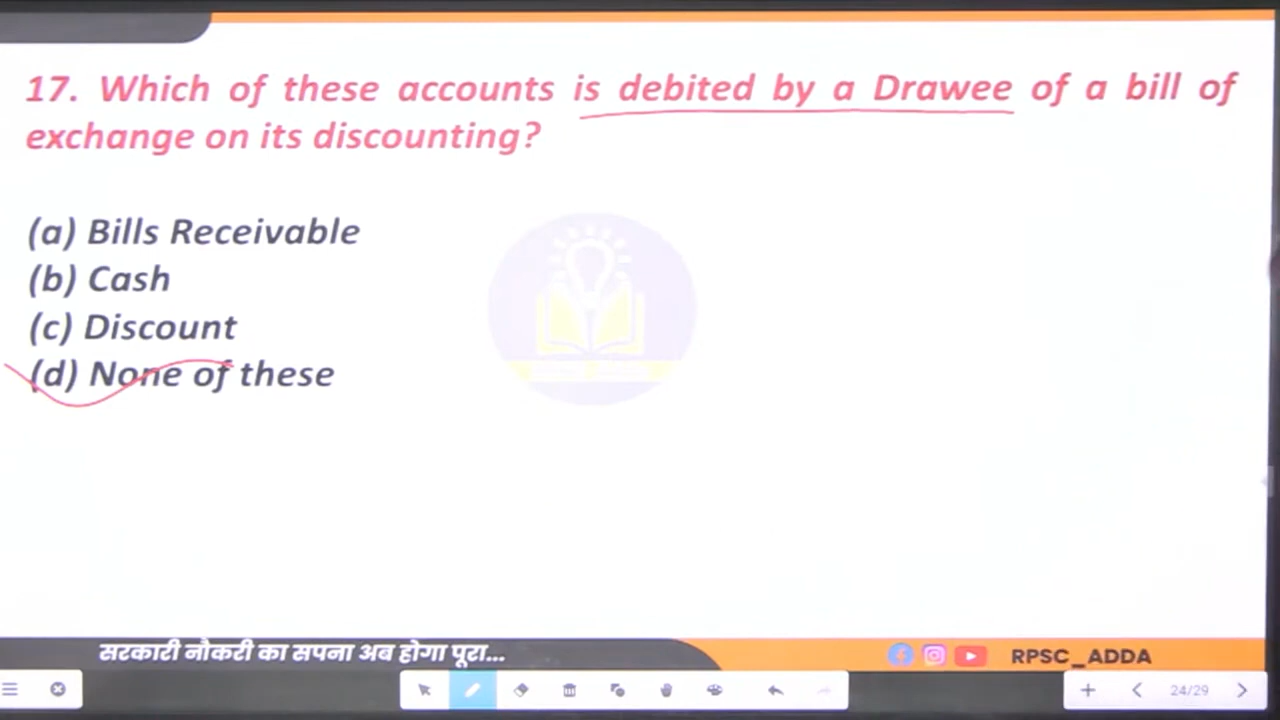 17. Which of these accounts is debited by a Drawee of a bill of
exchange on its discounting?
(a) Bills Receivable
(b) Cash
(c) Discount
(d) None of these
सरकारी नौकरी का सपना अब होगा पूरा...
RPSC_ADDA
24/29